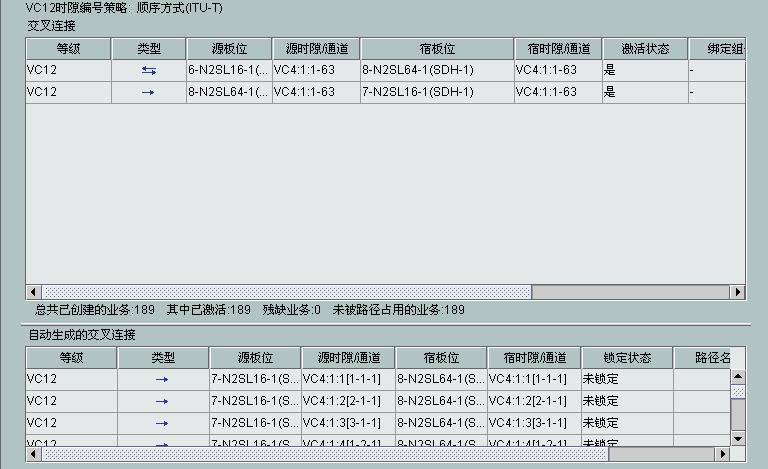 VC12时隙编号策略: 顺序方式(ITU-T)
交叉连接
等级 类型 源板位 源时隙/通道 宿板位 宿时隙/通道 激活状态 绑定组
VC12 6-N2SL16-1(... VC4:1:1-63 8-N2SL64-1(SDH-1) VC4:1:1-63 是 -
VC12 8-N2SL64-1(... VC4:1:1-63 7-N2SL16-1(SDH-1) VC4:1:1-63 是 -
总共已创建的业务:189 其中已激活:189 残缺业务:0 未被路径占用的业务:189
自动生成的交叉连接
等级 类型 源板位 源时隙/通道 宿板位 宿时隙/通道 锁定状态 路径名
VC12 7-N2SL16-1(S... VC4:1:1[1-1-1] 8-N2SL64-1(S... VC4:1:1[1-1-1] 未锁定
VC12 7-N2SL16-1(S... VC4:1:2[2-1-1] 8-N2SL64-1(S... VC4:1:2[2-1-1] 未锁定
VC12 7-N2SL16-1(S... VC4:1:3[3-1-1] 8-N2SL64-1(S... VC4:1:3[3-1-1] 未锁定
VC12 7-N2SL16-1(S... VC4:1:4[1-2-1] 8-N2SL64-1(S... VC4:1:4[1-2-1] 未锁定